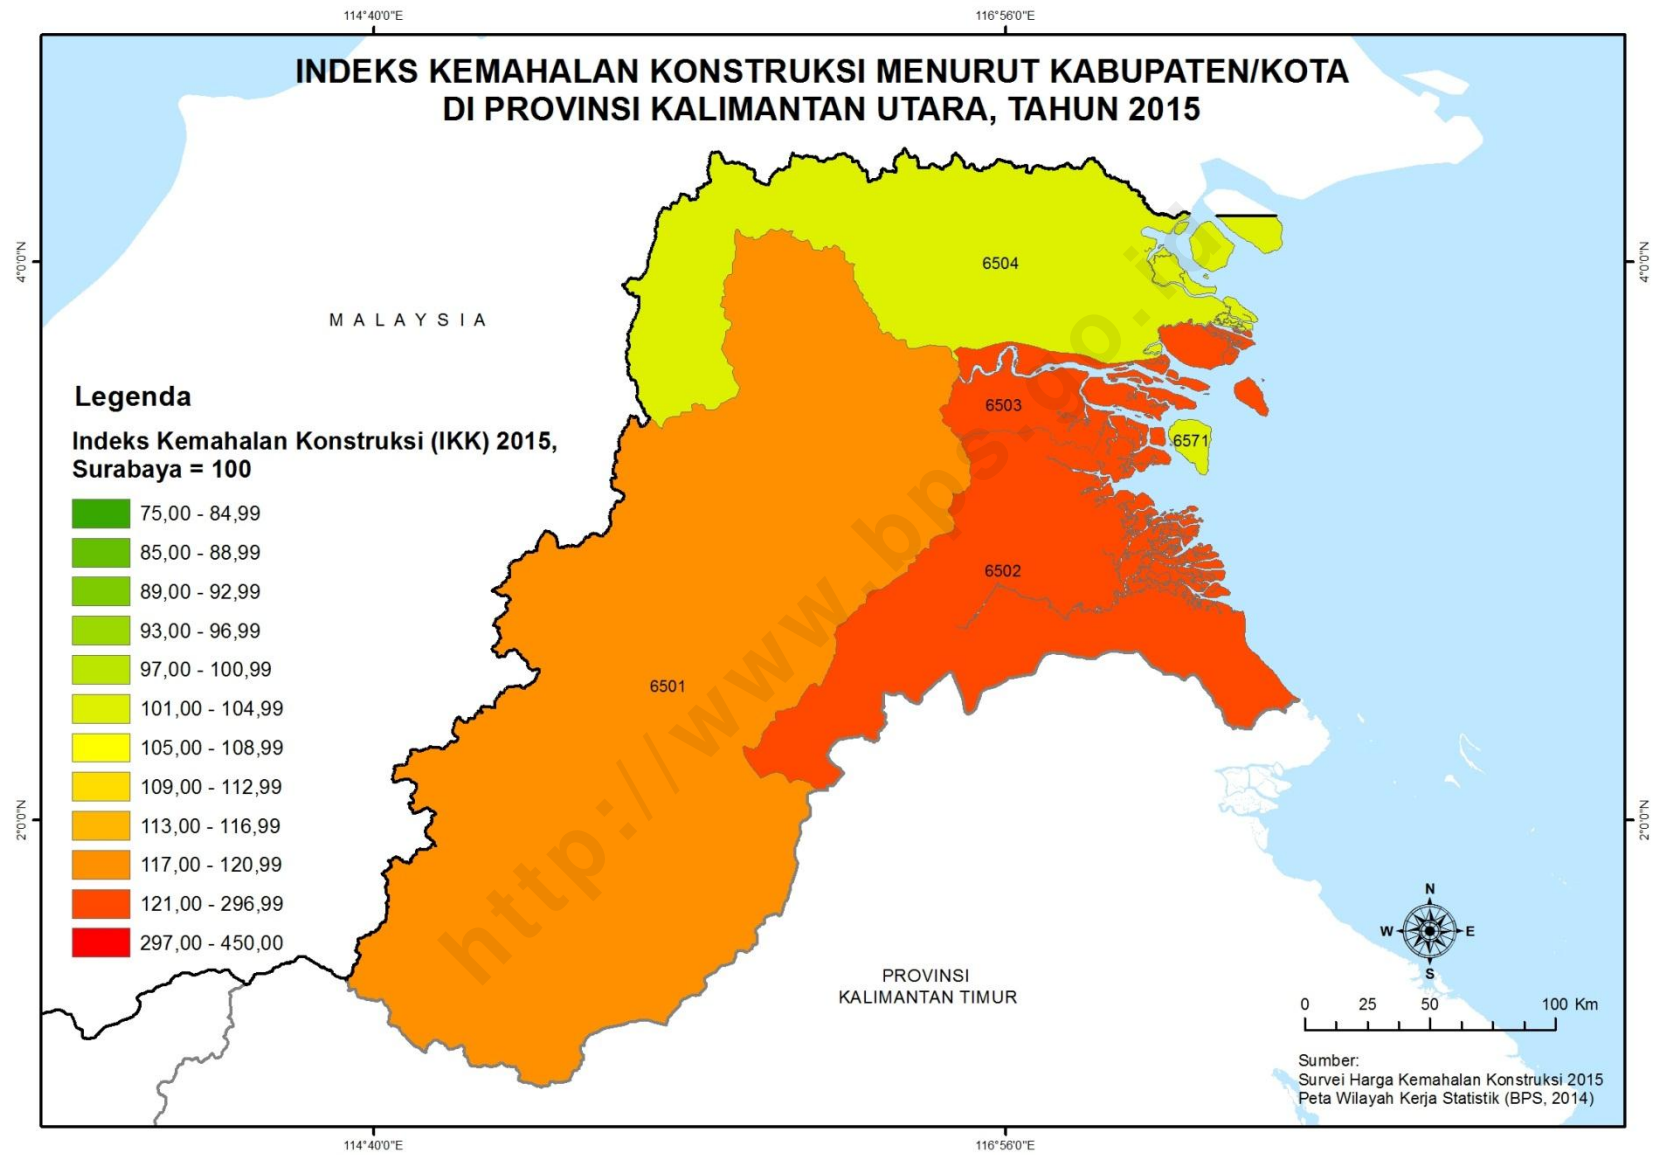 114°40'0"E
116°56'0"E
INDEKS KEMAHALAN KONSTRUKSI MENURUT KABUPATEN/KOTA
DI PROVINSI KALIMANTAN UTARA, TAHUN 2015
4°0'0"N
4°0'0"N
6504
MALAYSIA
6503
6571
6502
6501
Legenda
Indeks Kemahalan Konstruksi (IKK) 2015,
Surabaya = 100
75,00 - 84,99
85,00 - 88,99
89,00 - 92,99
93,00 - 96,99
97,00 - 100,99
101,00 - 104,99
105,00 - 108,99
109,00 - 112,99
113,00 - 116,99
117,00 - 120,99
121,00 - 296,99
297,00 - 450,00
2°0'0"N
2°0'0"N
http://www.bps.go.id
PROVINSI
KALIMANTAN TIMUR
N
W E
S
0 25 50 100 Km
Sumber:
Survei Harga Kemahalan Konstruksi 2015
Peta Wilayah Kerja Statistik (BPS, 2014)
114°40'0"E
116°56'0"E